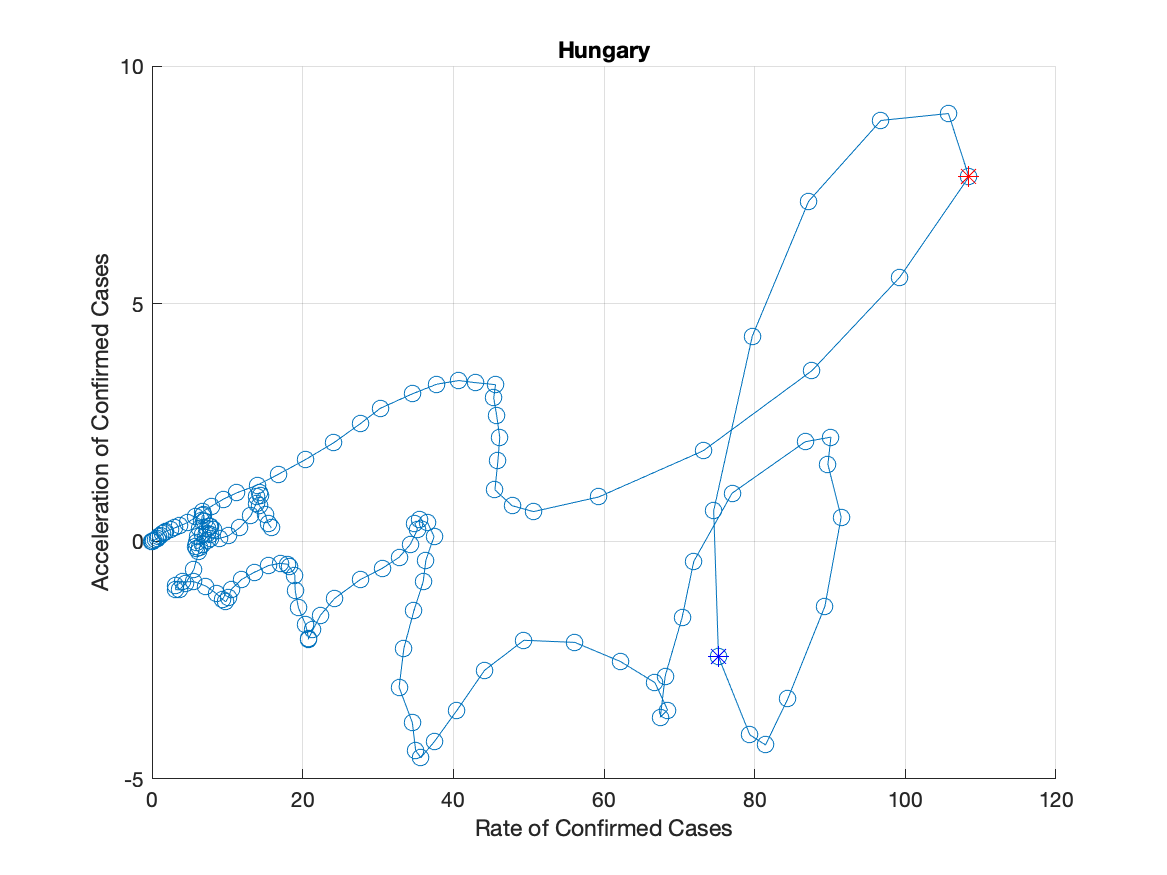 Hungary
10
5
0
-5
Acceleration of Confirmed Cases
0 20 40 60 80 100 120
Rate of Confirmed Cases